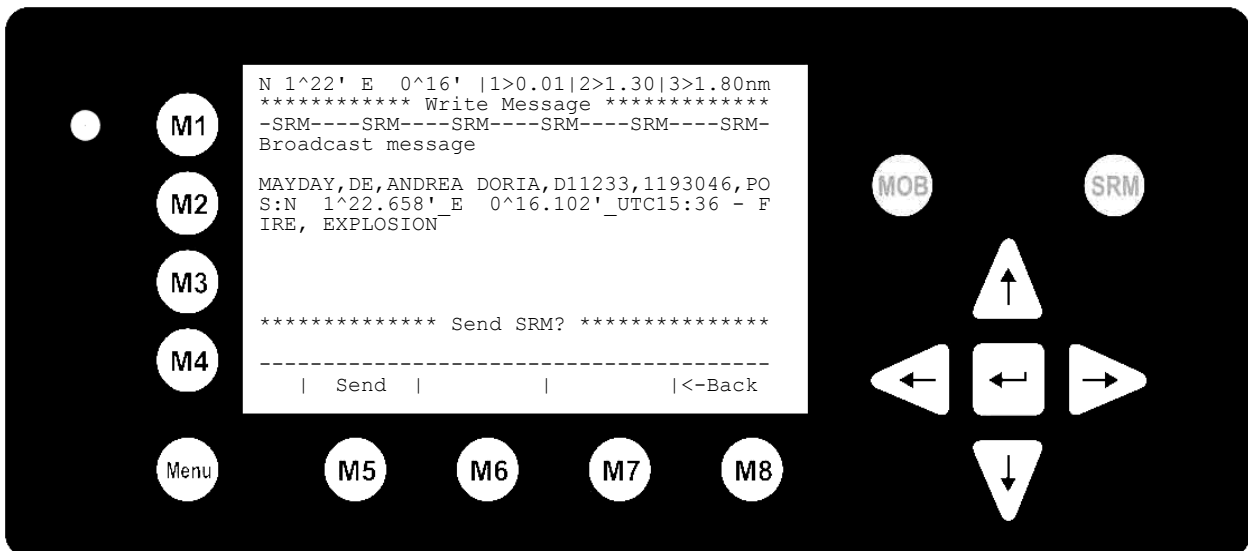 N 1^22' E  0^16' |1>0.01|2>1.30|3>1.80nm
************ Write Message *************
-SRM----SRM----SRM----SRM----SRM----SRM-
Broadcast message
MAYDAY,DE,ANDREA DORIA,D11233,1193046,PO
S:N  1^22.658'_E  0^16.102'_UTC15:36 - F
IRE, EXPLOSION
************** Send SRM? ***************
----------------------------------------
| Send | | |<-Back
M1
M2
M3
M4
Menu
M5 M6 M7 M8
MOB SRM